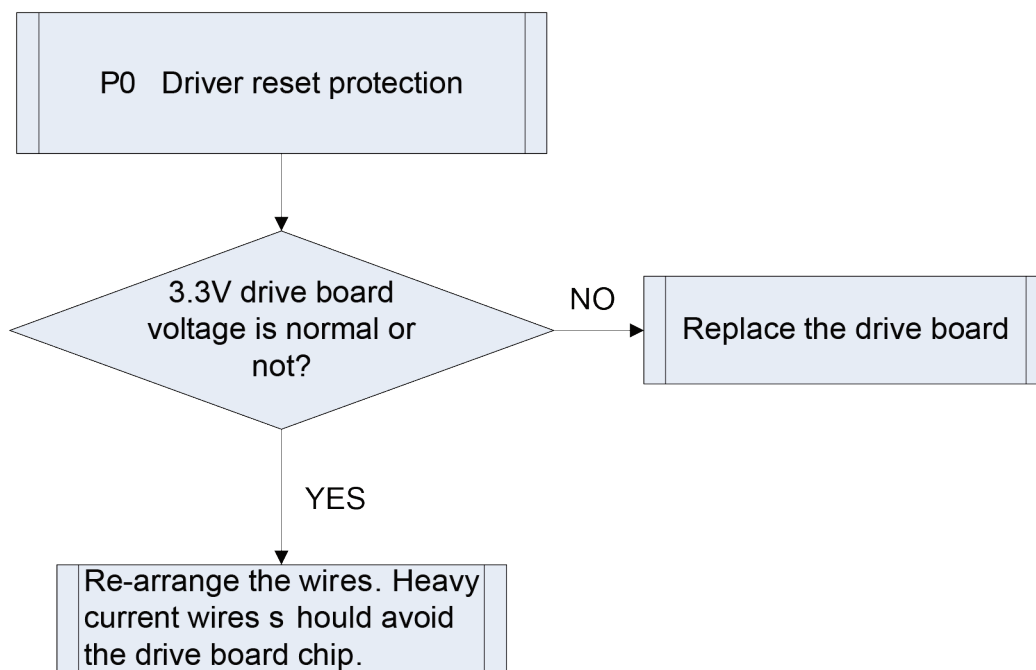 P0 Driver reset protection
3.3V drive board
voltage is normal or
not?
NO
Replace the drive board
YES
Re-arrange the wires. Heavy
current wires s hould avoid
the drive board chip.